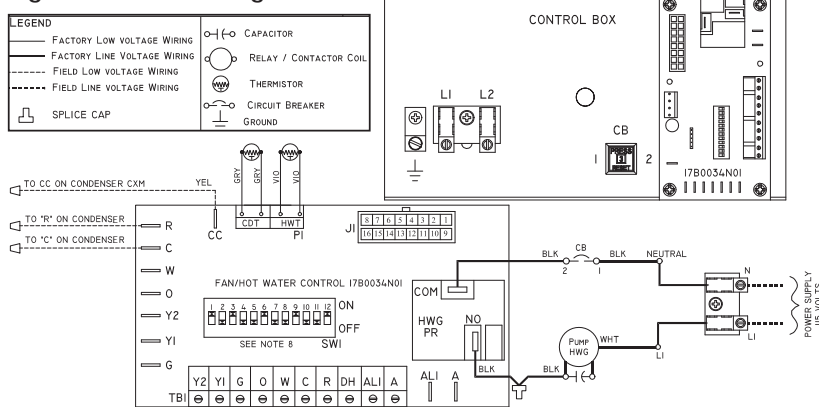 LEGEND
FACTORY LOW VOLTAGE WIRING
FACTORY LINE VOLTAGE WIRING
FIELD LOW VOLTAGE WIRING
FIELD LINE VOLTAGE WIRING
SPLICE CAP
CAPACITOR
RELAY / CONTACTOR COIL
THERMISTOR
CIRCUIT BREAKER
GROUND
CONTROL BOX
L1 L2
CB
1 2
PRESS
RESET
17B0034N01
TO CC ON CONDENSER CXM YEL
TO "R" ON CONDENSER
TO "C" ON CONDENSER
GRY GRY VIO VIO
CC
CDT HWT
P1
J1
8 7 6 5 4 3 2 1
16 15 14 13 12 11 10 9
R
C
W
O
Y2
Y1
G
FAN/HOT WATER CONTROL 17B0034N01
1 2 3 4 5 6 7 8 9 10 11 12
ON
OFF
SEE NOTE 8 SW1
COM
HWG PR
NO
BLK CB BLK NEUTRAL
2 1
N
L1
POWER SUPPLY
115 VOLTS
PUMP
HWG
WHT
L1
BLK BLK
AL1 A
TB1
Y2 Y1 G O W C R DH AL1 A